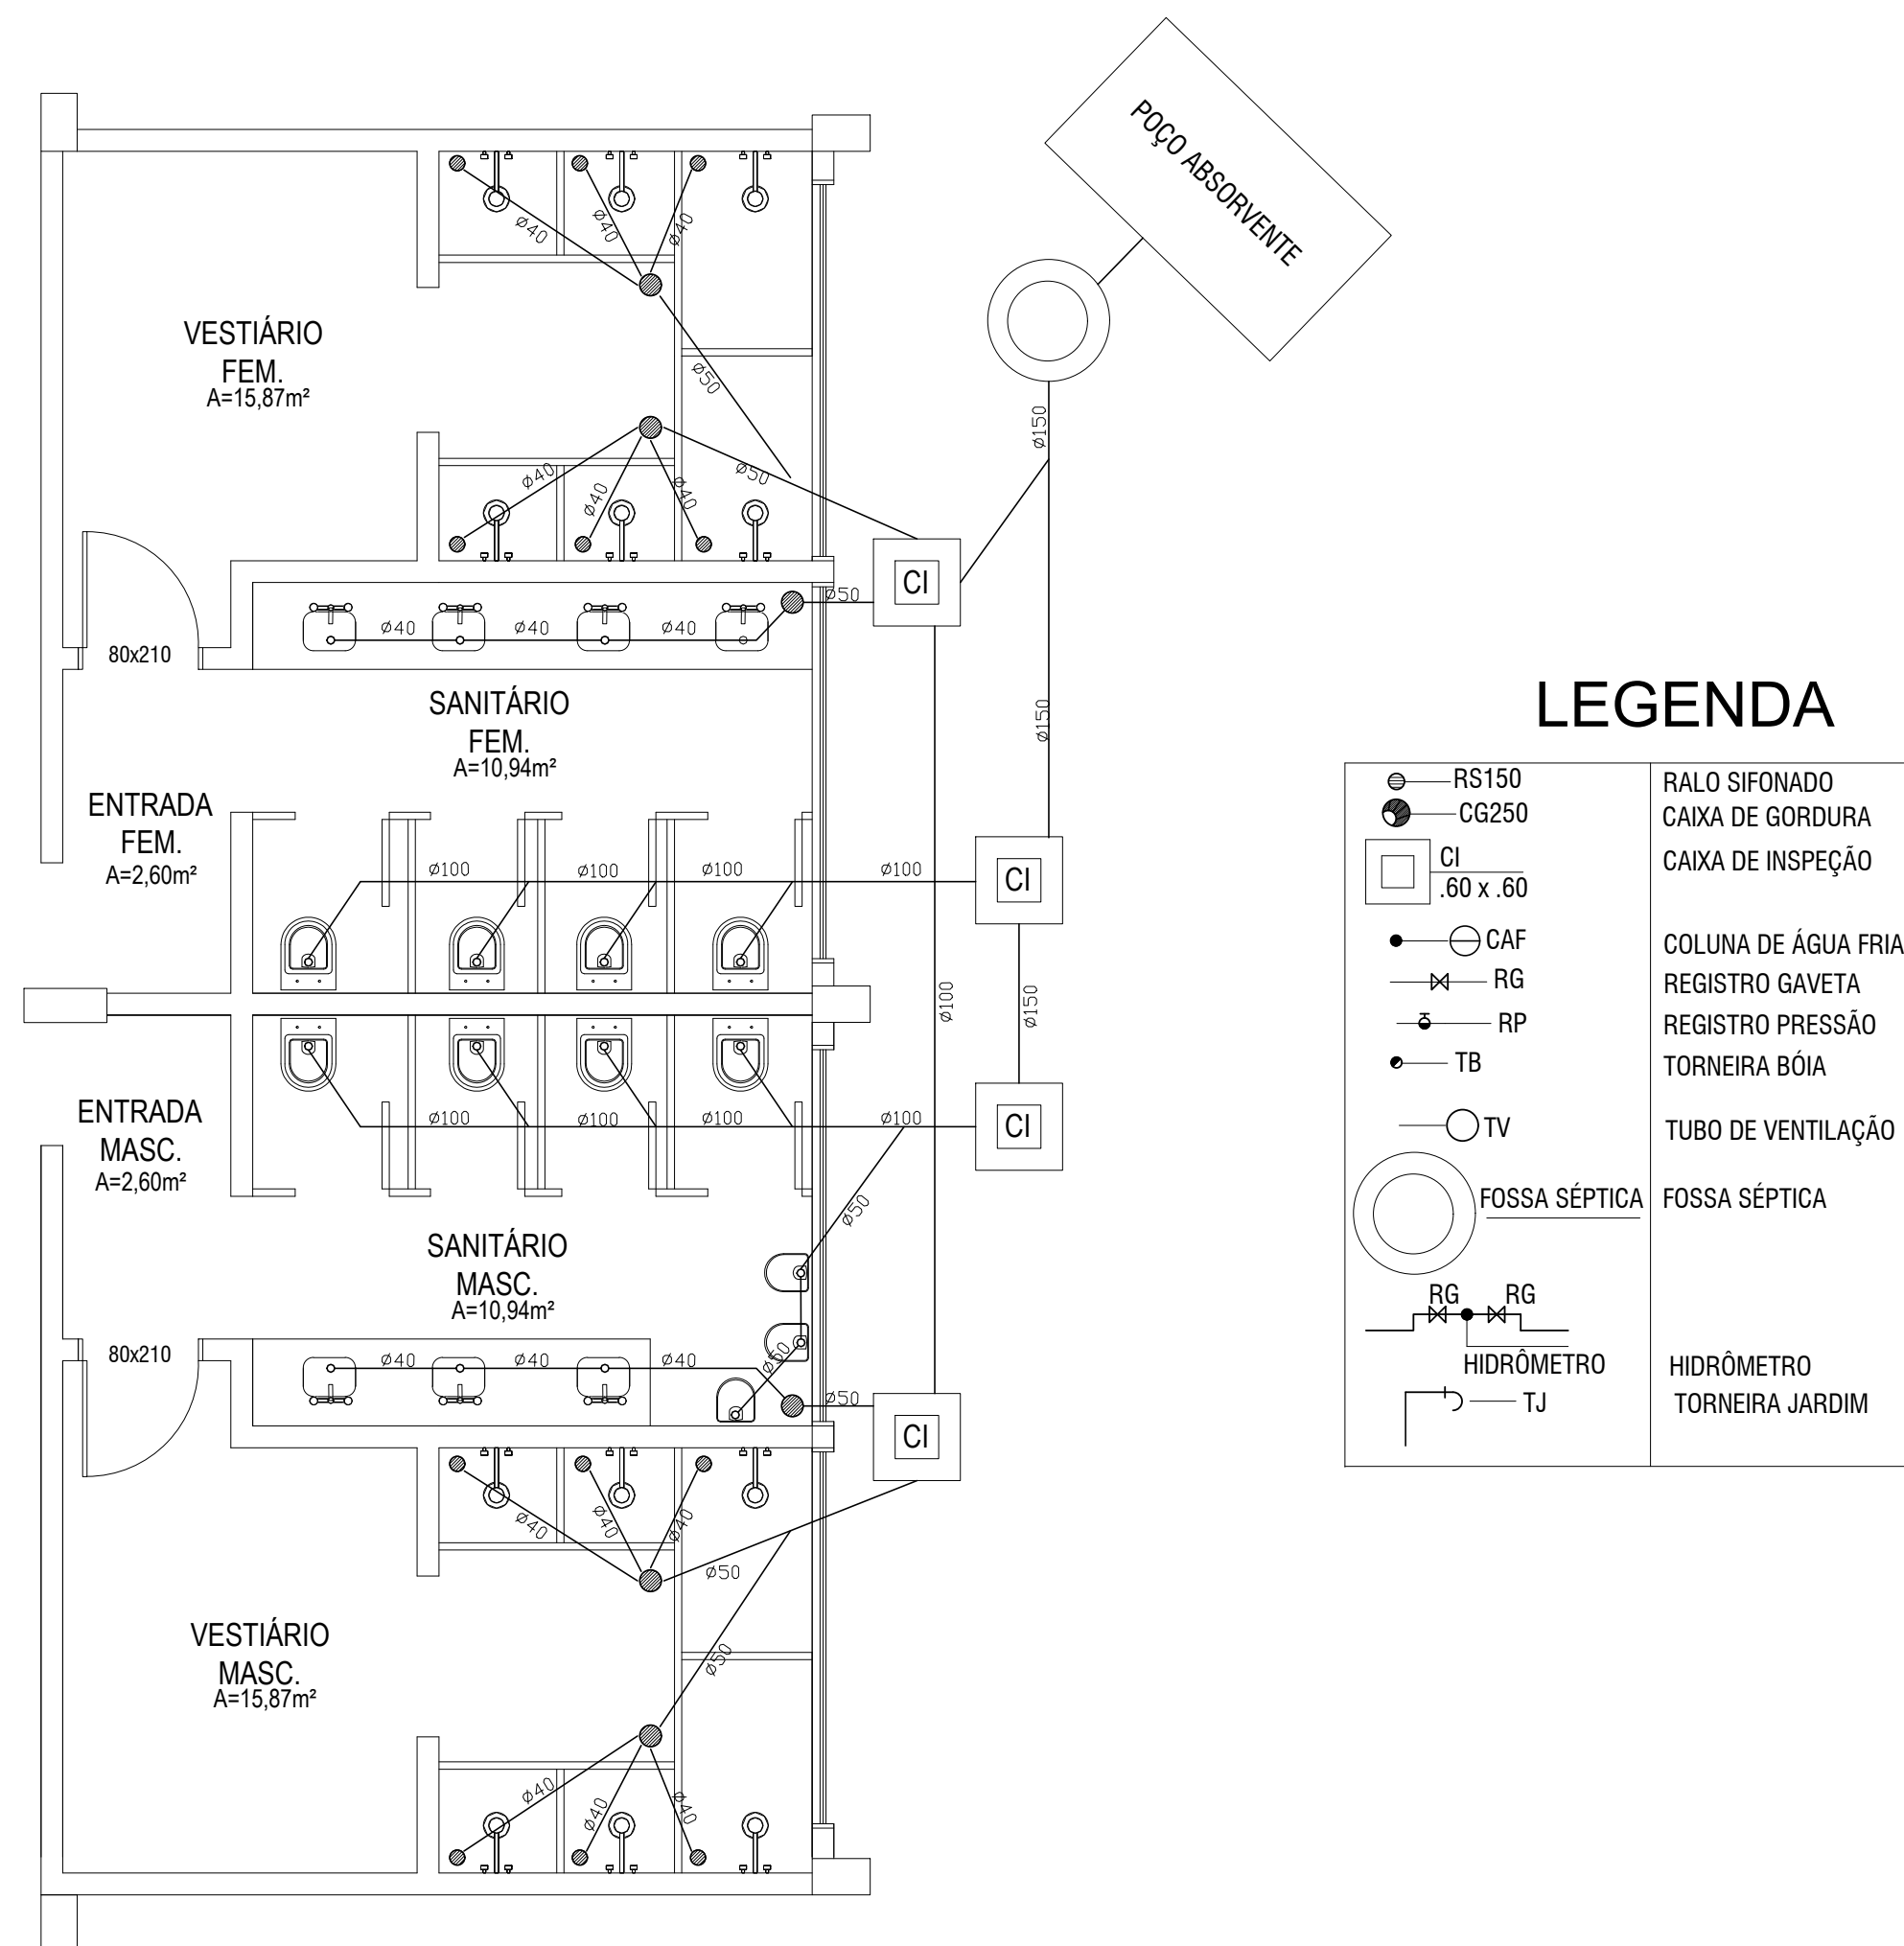 POÇO ABSORVENTE
Ø40
Ø40
Ø40
VESTIÁRIO
FEM.
A=15,87m²
Ø50
Ø150
Ø40
Ø40
Ø40
Ø50
CI
Ø50
Ø40
Ø40
Ø40
80x210
SANITÁRIO
FEM.
A=10,94m²
Ø150
ENTRADA
FEM.
A=2,60m²
Ø100
Ø100
Ø100
Ø100
CI
Ø100
Ø150
ENTRADA
MASC.
A=2,60m²
Ø100
Ø100
Ø100
Ø100
CI
Ø50
SANITÁRIO
MASC.
A=10,94m²
80x210
Ø40
Ø40
Ø40
Ø50
Ø50
CI
Ø40
Ø40
Ø40
Ø50
VESTIÁRIO
MASC.
A=15,87m²
Ø50
Ø40
Ø40
Ø40
LEGENDA
RS150 RALO SIFONADO
CG250 CAIXA DE GORDURA
CI CAIXA DE INSPEÇÃO
.60 x .60
CAF COLUNA DE ÁGUA FRIA
RG REGISTRO GAVETA
RP REGISTRO PRESSÃO
TB TORNEIRA BÓIA
TV TUBO DE VENTILAÇÃO
FOSSA SÉPTICA FOSSA SÉPTICA
RG RG
HIDRÔMETRO HIDRÔMETRO
TJ TORNEIRA JARDIM